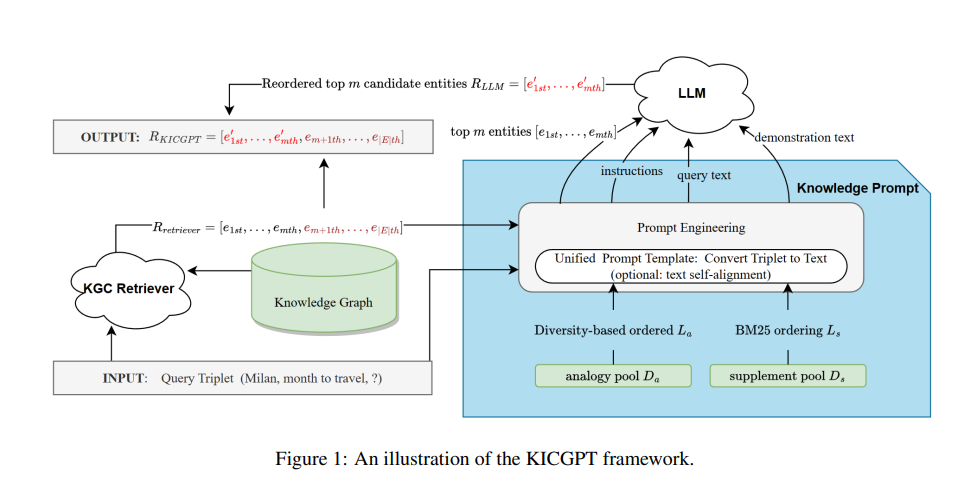 Reordered top m candidate entities R_LLM = [e′_1st, . . . , e′_mth]
LLM
OUTPUT: R_KICGPT = [e′_1st, . . . , e′_mth, e_m+1th, . . . , e_|E|th]
top m entities [e_1st, . . . , e_mth]
demonstration text
instructions
query text
Knowledge Prompt
R_retriever = [e_1st, . . . , e_mth, e_m+1th, . . . , e_|E|th]
Prompt Engineering
Unified Prompt Template: Convert Triplet to Text
(optional: text self-alignment)
KGC Retriever
Knowledge Graph
Diversity-based ordered L_a
BM25 ordering L_s
INPUT: Query Triplet (Milan, month to travel, ?)
analogy pool D_a
supplement pool D_s
Figure 1: An illustration of the KICGPT framework.